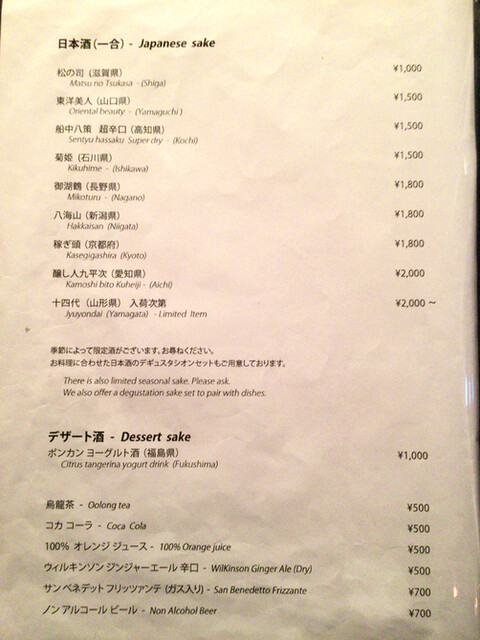 日本酒(一合) - Japanese sake
松の司 (滋賀県) ¥1,000
Matsu no Tsukasa - (Shiga)
東洋美人 (山口県) ¥1,500
Oriental beauty - (Yamaguchi )
船中八策 超辛口 (高知県) ¥1,500
Sentyu hassaku Super dry - (Kochi)
菊姫 (石川県) ¥1,500
Kikuhime - (Ishikawa)
御湖鶴 (長野県) ¥1,800
Mikoturu - (Nagano)
八海山 (新潟県) ¥1,800
Hakkaisan (Niigata)
稼ぎ頭 (京都府) ¥1,800
Kasegigashira (Kyoto)
醸し人九平次 (愛知県) ¥2,000
Kamoshi bito Kuheiji - (Aichi)
十四代 (山形県) 入荷次第 ¥2,000 ~
Jyuyondai (Yamagata) - Limited Item
季節によって限定酒がございます。お尋ねください。
お料理に合わせた日本酒のデギュスタシオンセットもご用意しております。
There is also limited seasonal sake. Please ask.
We also offer a degustation sake set to pair with dishes.
デザート酒 - Dessert sake
ポンカン ヨーグルト酒 (福島県) ¥1,000
Citrus tangerina yogurt drink (Fukushima)
烏龍茶 - Oolong tea ¥500
コカ コーラ - Coca Cola ¥500
100% オレンジ ジュース - 100% Orange juice ¥500
ウィルキンソン ジンジャーエール 辛口 - WilKinson Ginger Ale (Dry) ¥500
サン ベネデット フリッツァンテ (ガス入り) - San Benedetto Frizzante ¥700
ノン アルコール ビール - Non Alcohol Beer ¥700